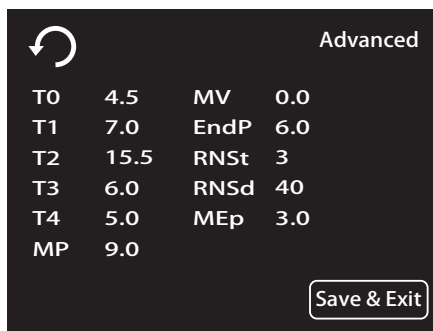 Advanced
T0 4.5 MV 0.0
T1 7.0 EndP 6.0
T2 15.5 RNSt 3
T3 6.0 RNSd 40
T4 5.0 MEp 3.0
MP 9.0
Save & Exit